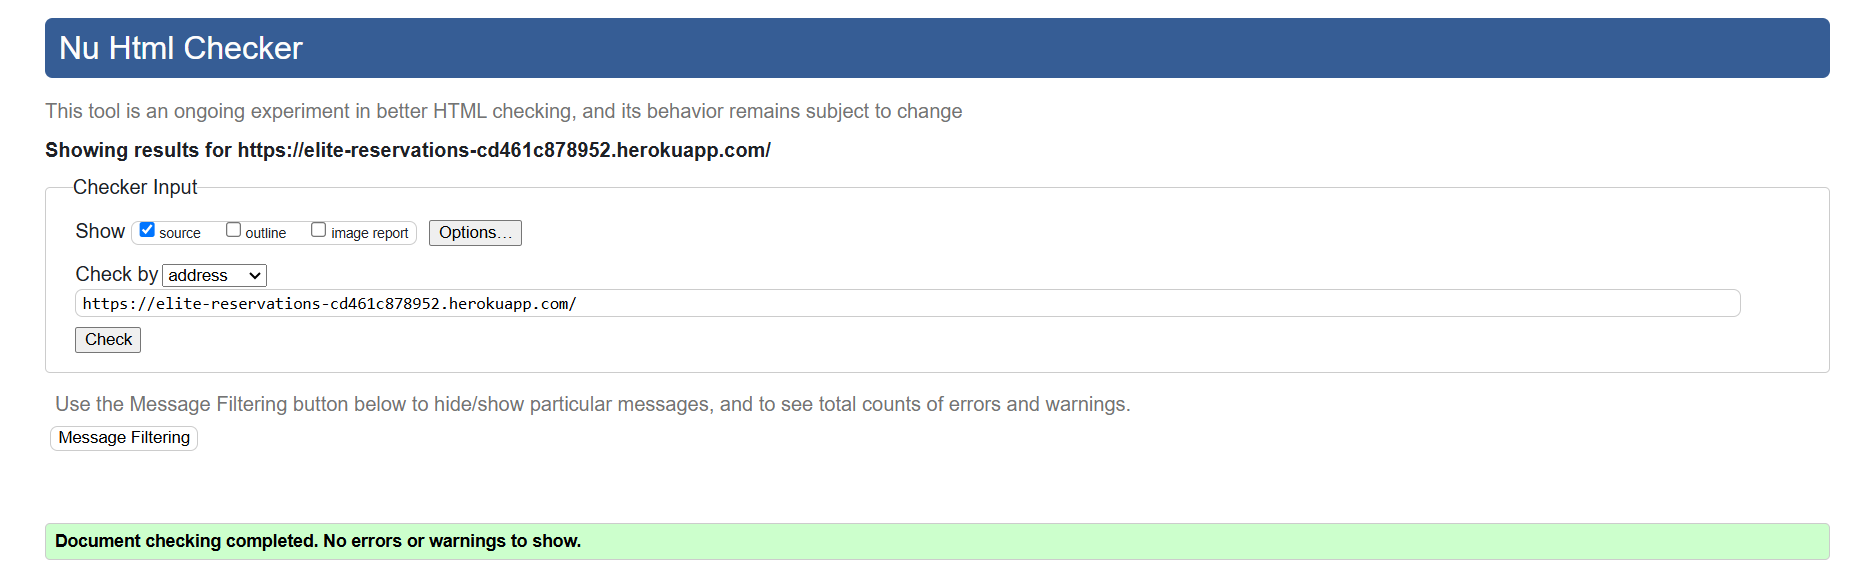 Nu Html Checker
This tool is an ongoing experiment in better HTML checking, and its behavior remains subject to change
Showing results for https://elite-reservations-cd461c878952.herokuapp.com/
Checker Input
Show source outline image report Options...
Check by address
https://elite-reservations-cd461c878952.herokuapp.com/
Check
Use the Message Filtering button below to hide/show particular messages, and to see total counts of errors and warnings.
Message Filtering
Document checking completed. No errors or warnings to show.